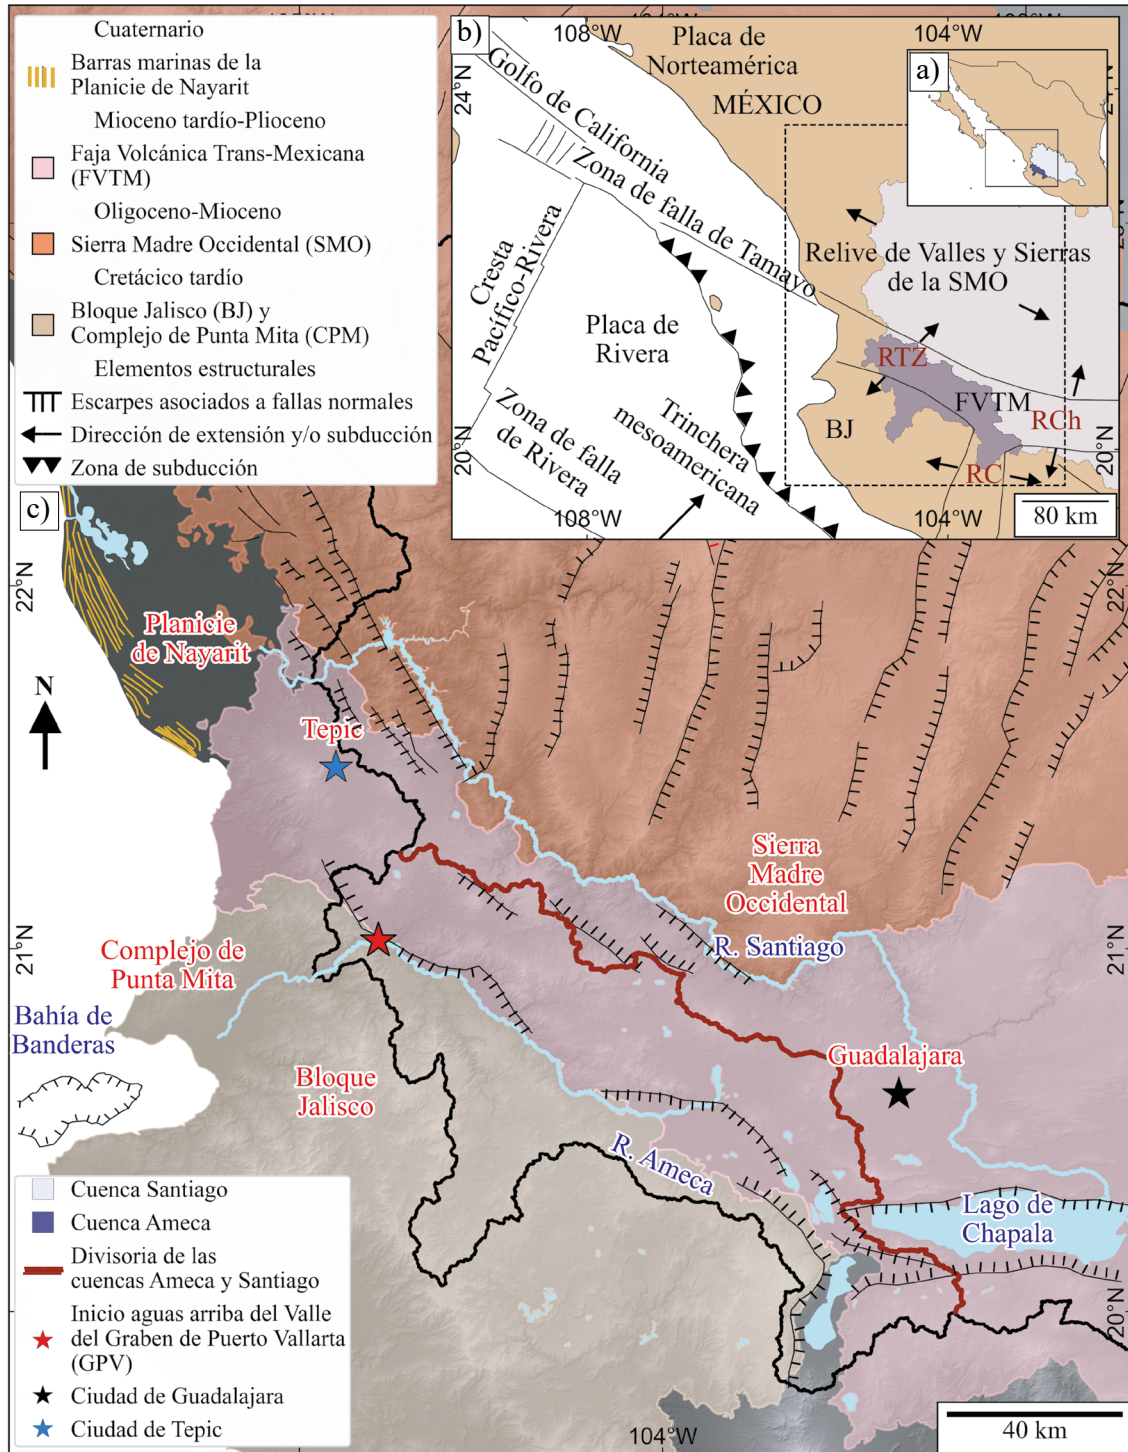 Cuaternario
Barras marinas de la
Planicie de Nayarit
Mioceno tardío-Plioceno
Faja Volcánica Trans-Mexicana
(FVTM)
Oligoceno-Mioceno
Sierra Madre Occidental (SMO)
Cretácico tardío
Bloque Jalisco (BJ) y
Complejo de Punta Mita (CPM)
Elementos estructurales
Escarpes asociados a fallas normales
Dirección de extensión y/o subducción
Zona de subducción
b)
108°W
104°W
24°N
Placa de
Norteamérica
MÉXICO
a)
Golfo de California
Zona de falla de Tamayo
Cresta
Pacífico-Rivera
Relive de Valles y Sierras
de la SMO
Placa de
Rivera
RTZ
FVTM
RCh
BJ
RC
Zona de falla
de Rivera
Trinchera
mesoamericana
20°N
20°N
108°W
104°W
80 km
c)
22°N
22°N
Planicie
de Nayarit
N
Tepic
Sierra
Madre
Occidental
R. Santiago
21°N
21°N
Complejo de
Punta Mita
Bahía de
Banderas
Guadalajara
Bloque
Jalisco
R. Ameca
Lago de
Chapala
20°N
Cuenca Santiago
Cuenca Ameca
Divisoria de las
cuencas Ameca y Santiago
Inicio aguas arriba del Valle
del Graben de Puerto Vallarta
(GPV)
Ciudad de Guadalajara
Ciudad de Tepic
104°W
40 km